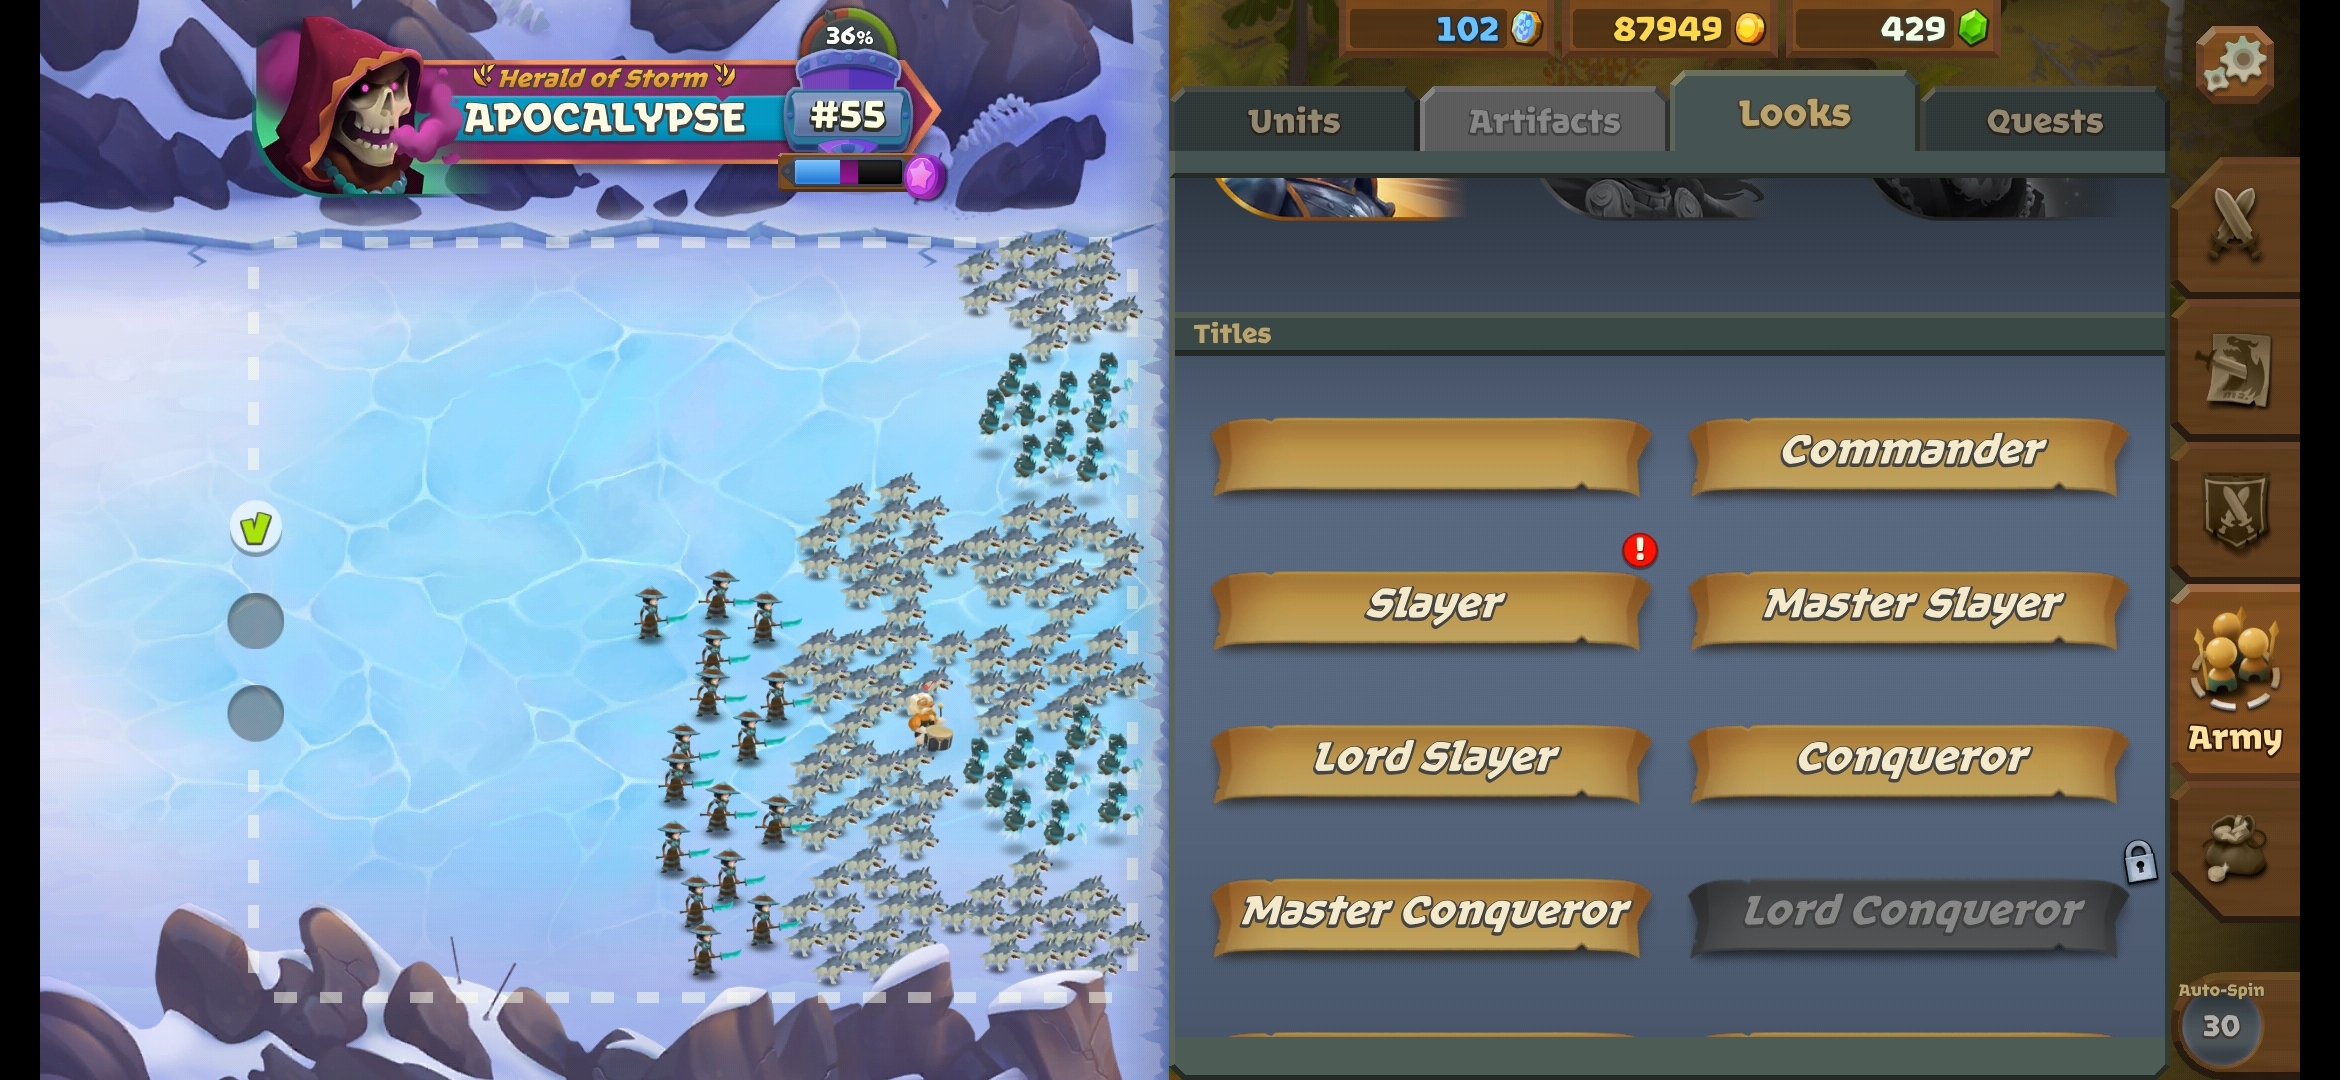 36%
Herald of Storm
APOCALYPSE
#55
102
87949
429
Units
Artifacts
Looks
Quests
Titles
Commander
!
Slayer
Master Slayer
Lord Slayer
Conqueror
Master Conqueror
Lord Conqueror
Army
Auto-Spin
30